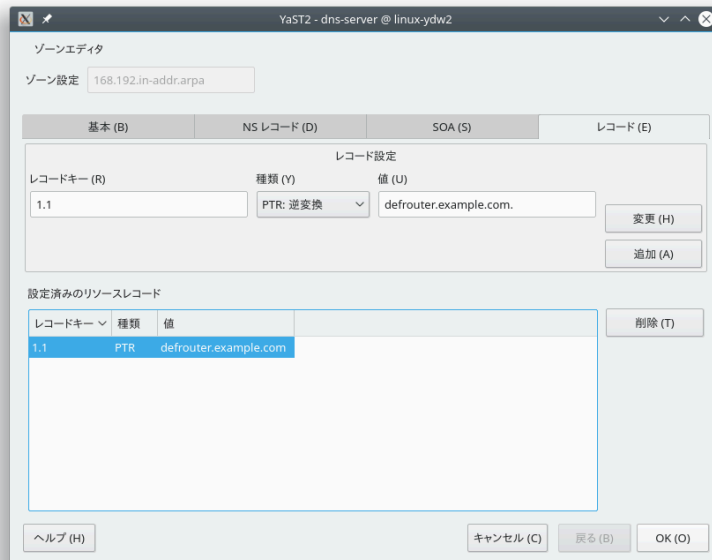 YaST2 - dns-server @ linux-ydw2
ゾーンエディタ
ゾーン設定 168.192.in-addr.arpa
基本 (B) NS レコード (D) SOA (S) レコード (E)
レコード設定
レコードキー (R) 種類 (Y) 値 (U)
1.1 PTR: 逆変換 defrouter.example.com.
変更 (H)
追加 (A)
設定済みのリソースレコード
レコードキー 種類 値
削除 (T)
1.1 PTR defrouter.example.com
ヘルプ (H) キャンセル (C) 戻る (B) OK (O)